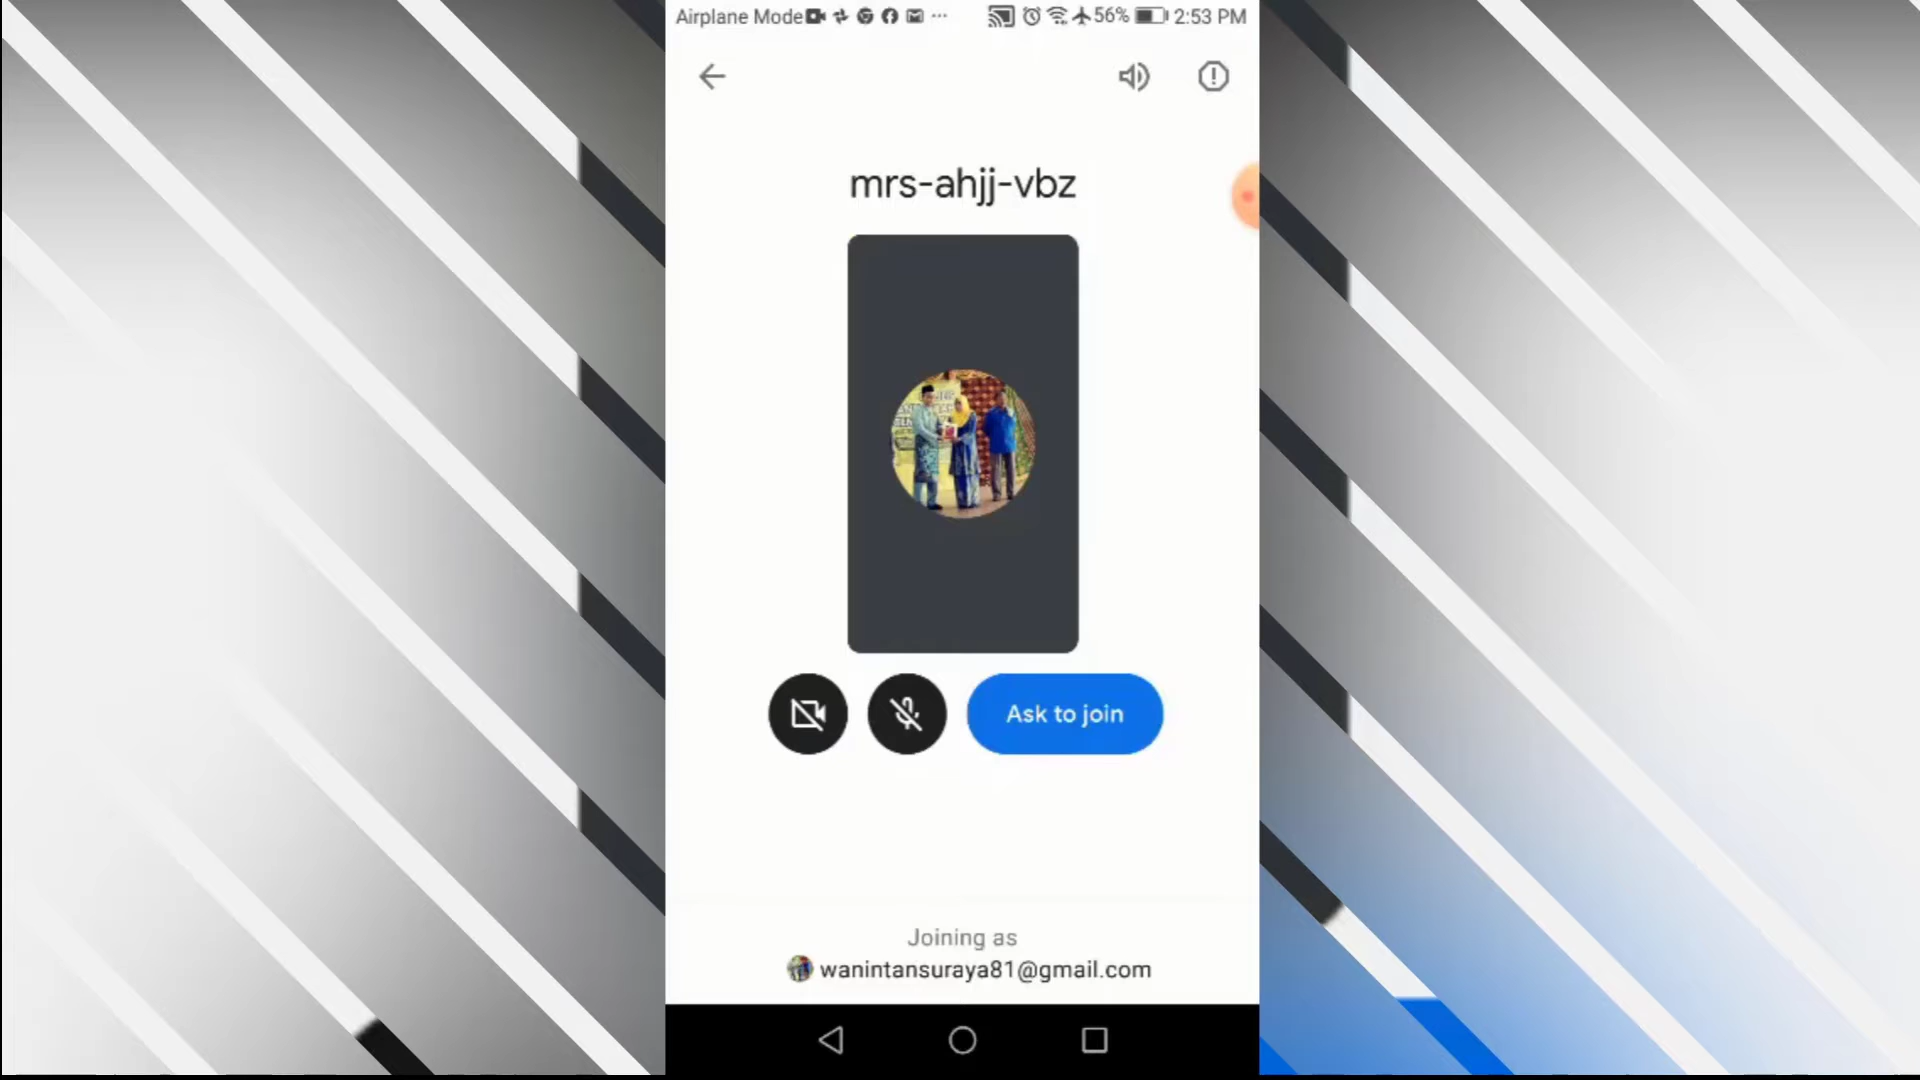 Airplane Mode 56% 2:53 PM
mrs-ahjj-vbz
Ask to join
Joining as
wanintansuraya81@gmail.com